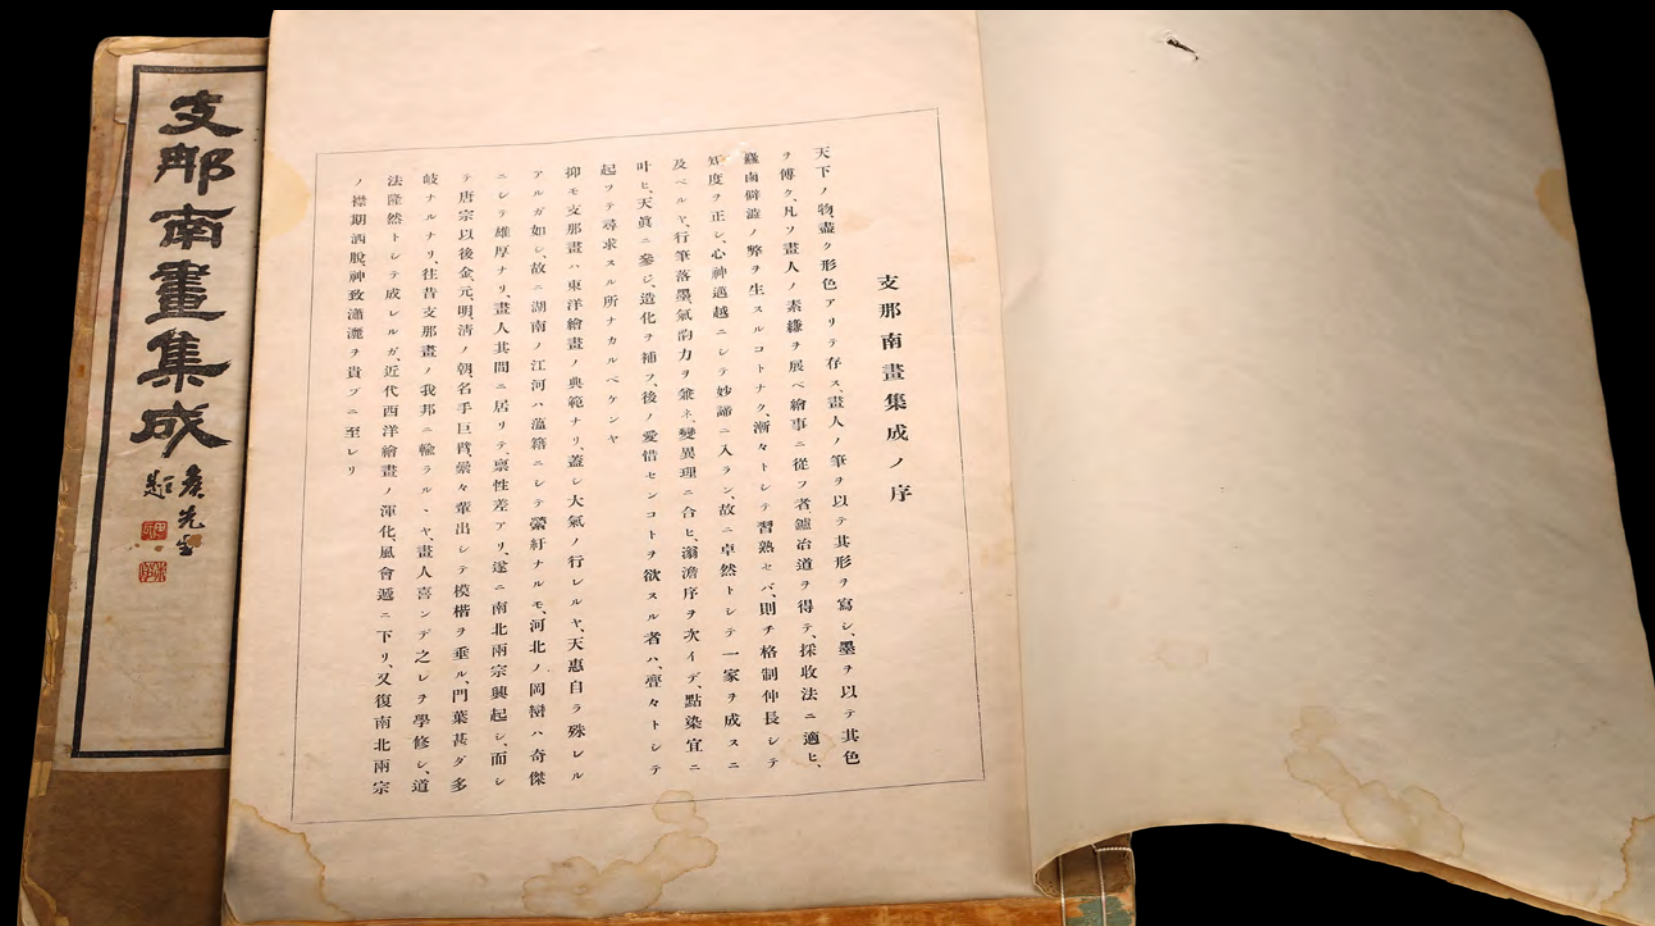 支那南畫集成
題
支那南畫集成ノ序
天下ノ物、盡ク形色アリテ存ス、畫人ノ筆ヲ以テ其形ヲ寫シ、墨ヲ以テ其色
ヲ傅ク、凡ソ畫人ノ素縑ヲ展ベ繪事ニ從フ者、鑪冶道ヲ得テ、採收法ニ適ヒ、
麤鹵僻澁ノ弊ヲ生スルコトナク、漸々トシテ習熟セバ、則チ格制伸長シテ
矩度ヲ正シ、心神邁越ニシテ妙諦ニ入ラン、故ニ卓然トシテ一家ヲ成スニ
及ベルヤ、行筆落墨、氣韵力ヲ兼ネ、變異理ニ合ヒ、滃澹序ヲ次イデ、點染宜ニ
叶ヒ、天眞ニ參ジ、造化ヲ補フ、後ノ愛惜センコトヲ欲スル者ハ、亹々トシテ
起ツテ尋求スル所ナカルベケンヤ
抑モ支那畫ハ東洋繪畫ノ典範ナリ、蓋シ大氣ノ行レルヤ、天惠自ラ殊レル
アルガ如シ、故ニ湖南ノ江河ハ薀籍ニシテ縈紆ナルモ、河北ノ岡巒ハ奇傑
ニシテ雄厚ナリ、畫人其間ニ居リテ、禀性差アリ、遂ニ南北兩宗興起シ、而シ
テ唐宗以後金、元、明、清ノ朝、名手巨臂、纍々輩出シテ模楷ヲ垂ル、門葉甚ダ多
岐ナルナリ、往昔支那畫ノ我邦ニ輸ラルヽヤ、畫人喜ンデ之レヲ學修シ、道
法隆然トシテ成レルガ、近代西洋繪畫ノ渾化、風會遞ニ下リ、又復南北兩宗
ノ襟期洒脫、神致瀟灑ヲ貴ブニ至レリ